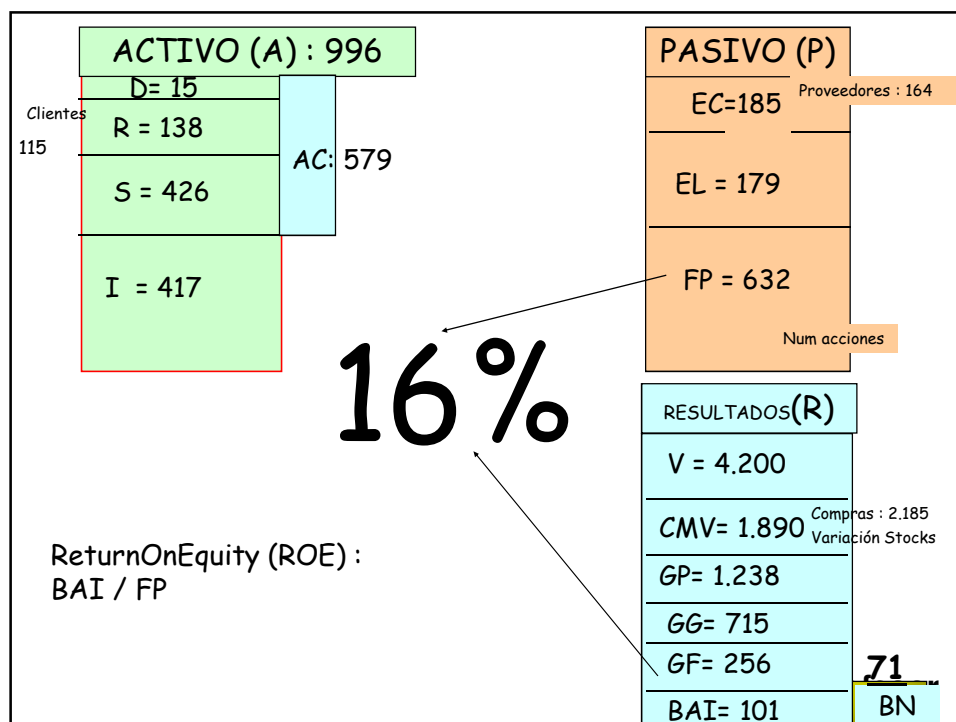 ACTIVO (A) : 996
D= 15
Clientes
115
R = 138
AC: 579
S = 426
I = 417
PASIVO (P)
EC=185
Proveedores : 164
EL = 179
FP = 632
Num acciones
16%
RESULTADOS(R)
V = 4.200
CMV= 1.890
Compras : 2.185
Variación Stocks
GP= 1.238
GG= 715
GF= 256
BAI= 101
71
BN
ReturnOnEquity (ROE) :
BAI / FP